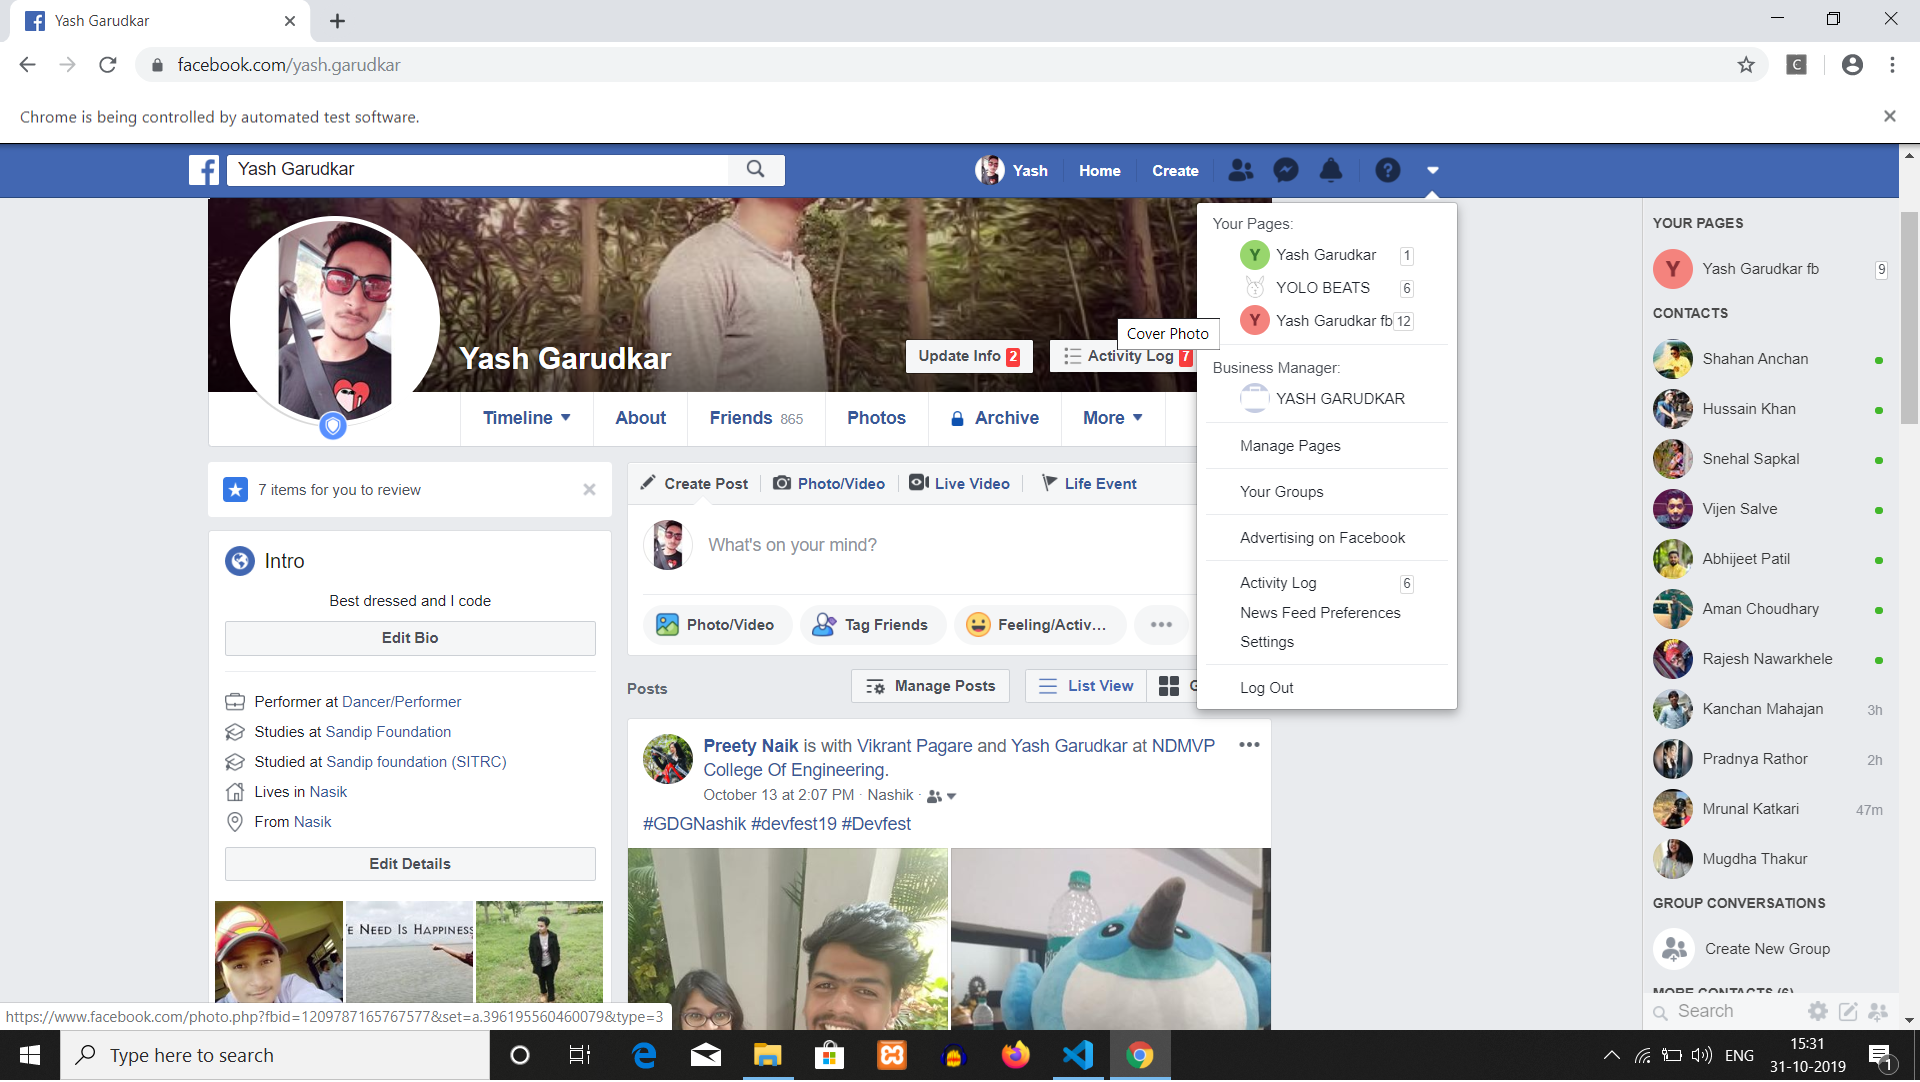 Yash Garudkar
facebook.com/yash.garudkar
C
Chrome is being controlled by automated test software.
Yash Garudkar
Yash
Home
Create
Your Pages:
Y Yash Garudkar 1
YOLO BEATS 6
Y Yash Garudkar fb 12
Business Manager:
YASH GARUDKAR
Manage Pages
Your Groups
Advertising on Facebook
Activity Log 6
News Feed Preferences
Settings
Log Out
Cover Photo
Yash Garudkar
Update Info 2
Activity Log 7
Timeline
About
Friends 865
Photos
Archive
More
7 items for you to review
Intro
Best dressed and I code
Edit Bio
Performer at Dancer/Performer
Studies at Sandip Foundation
Studied at Sandip foundation (SITRC)
Lives in Nasik
From Nasik
Edit Details
E NEED IS HAPPINESS
Create Post
Photo/Video
Live Video
Life Event
What's on your mind?
Photo/Video
Tag Friends
Feeling/Activ...
Posts
Manage Posts
List View
G
Preety Naik is with Vikrant Pagare and Yash Garudkar at NDMVP
College Of Engineering.
October 13 at 2:07 PM · Nashik ·
#GDGNashik #devfest19 #Devfest
YOUR PAGES
Y Yash Garudkar fb 9
CONTACTS
Shahan Anchan
Hussain Khan
Snehal Sapkal
Vijen Salve
Abhijeet Patil
Aman Choudhary
Rajesh Nawarkhele
Kanchan Mahajan 3h
Pradnya Rathor 2h
Mrunal Katkari 47m
Mugdha Thakur
GROUP CONVERSATIONS
Create New Group
MORE CONTACTS (6)
Search
https://www.facebook.com/photo.php?fbid=1209787165767577&set=a.396195560460079&type=3
Type here to search
ENG
15:31
31-10-2019
1